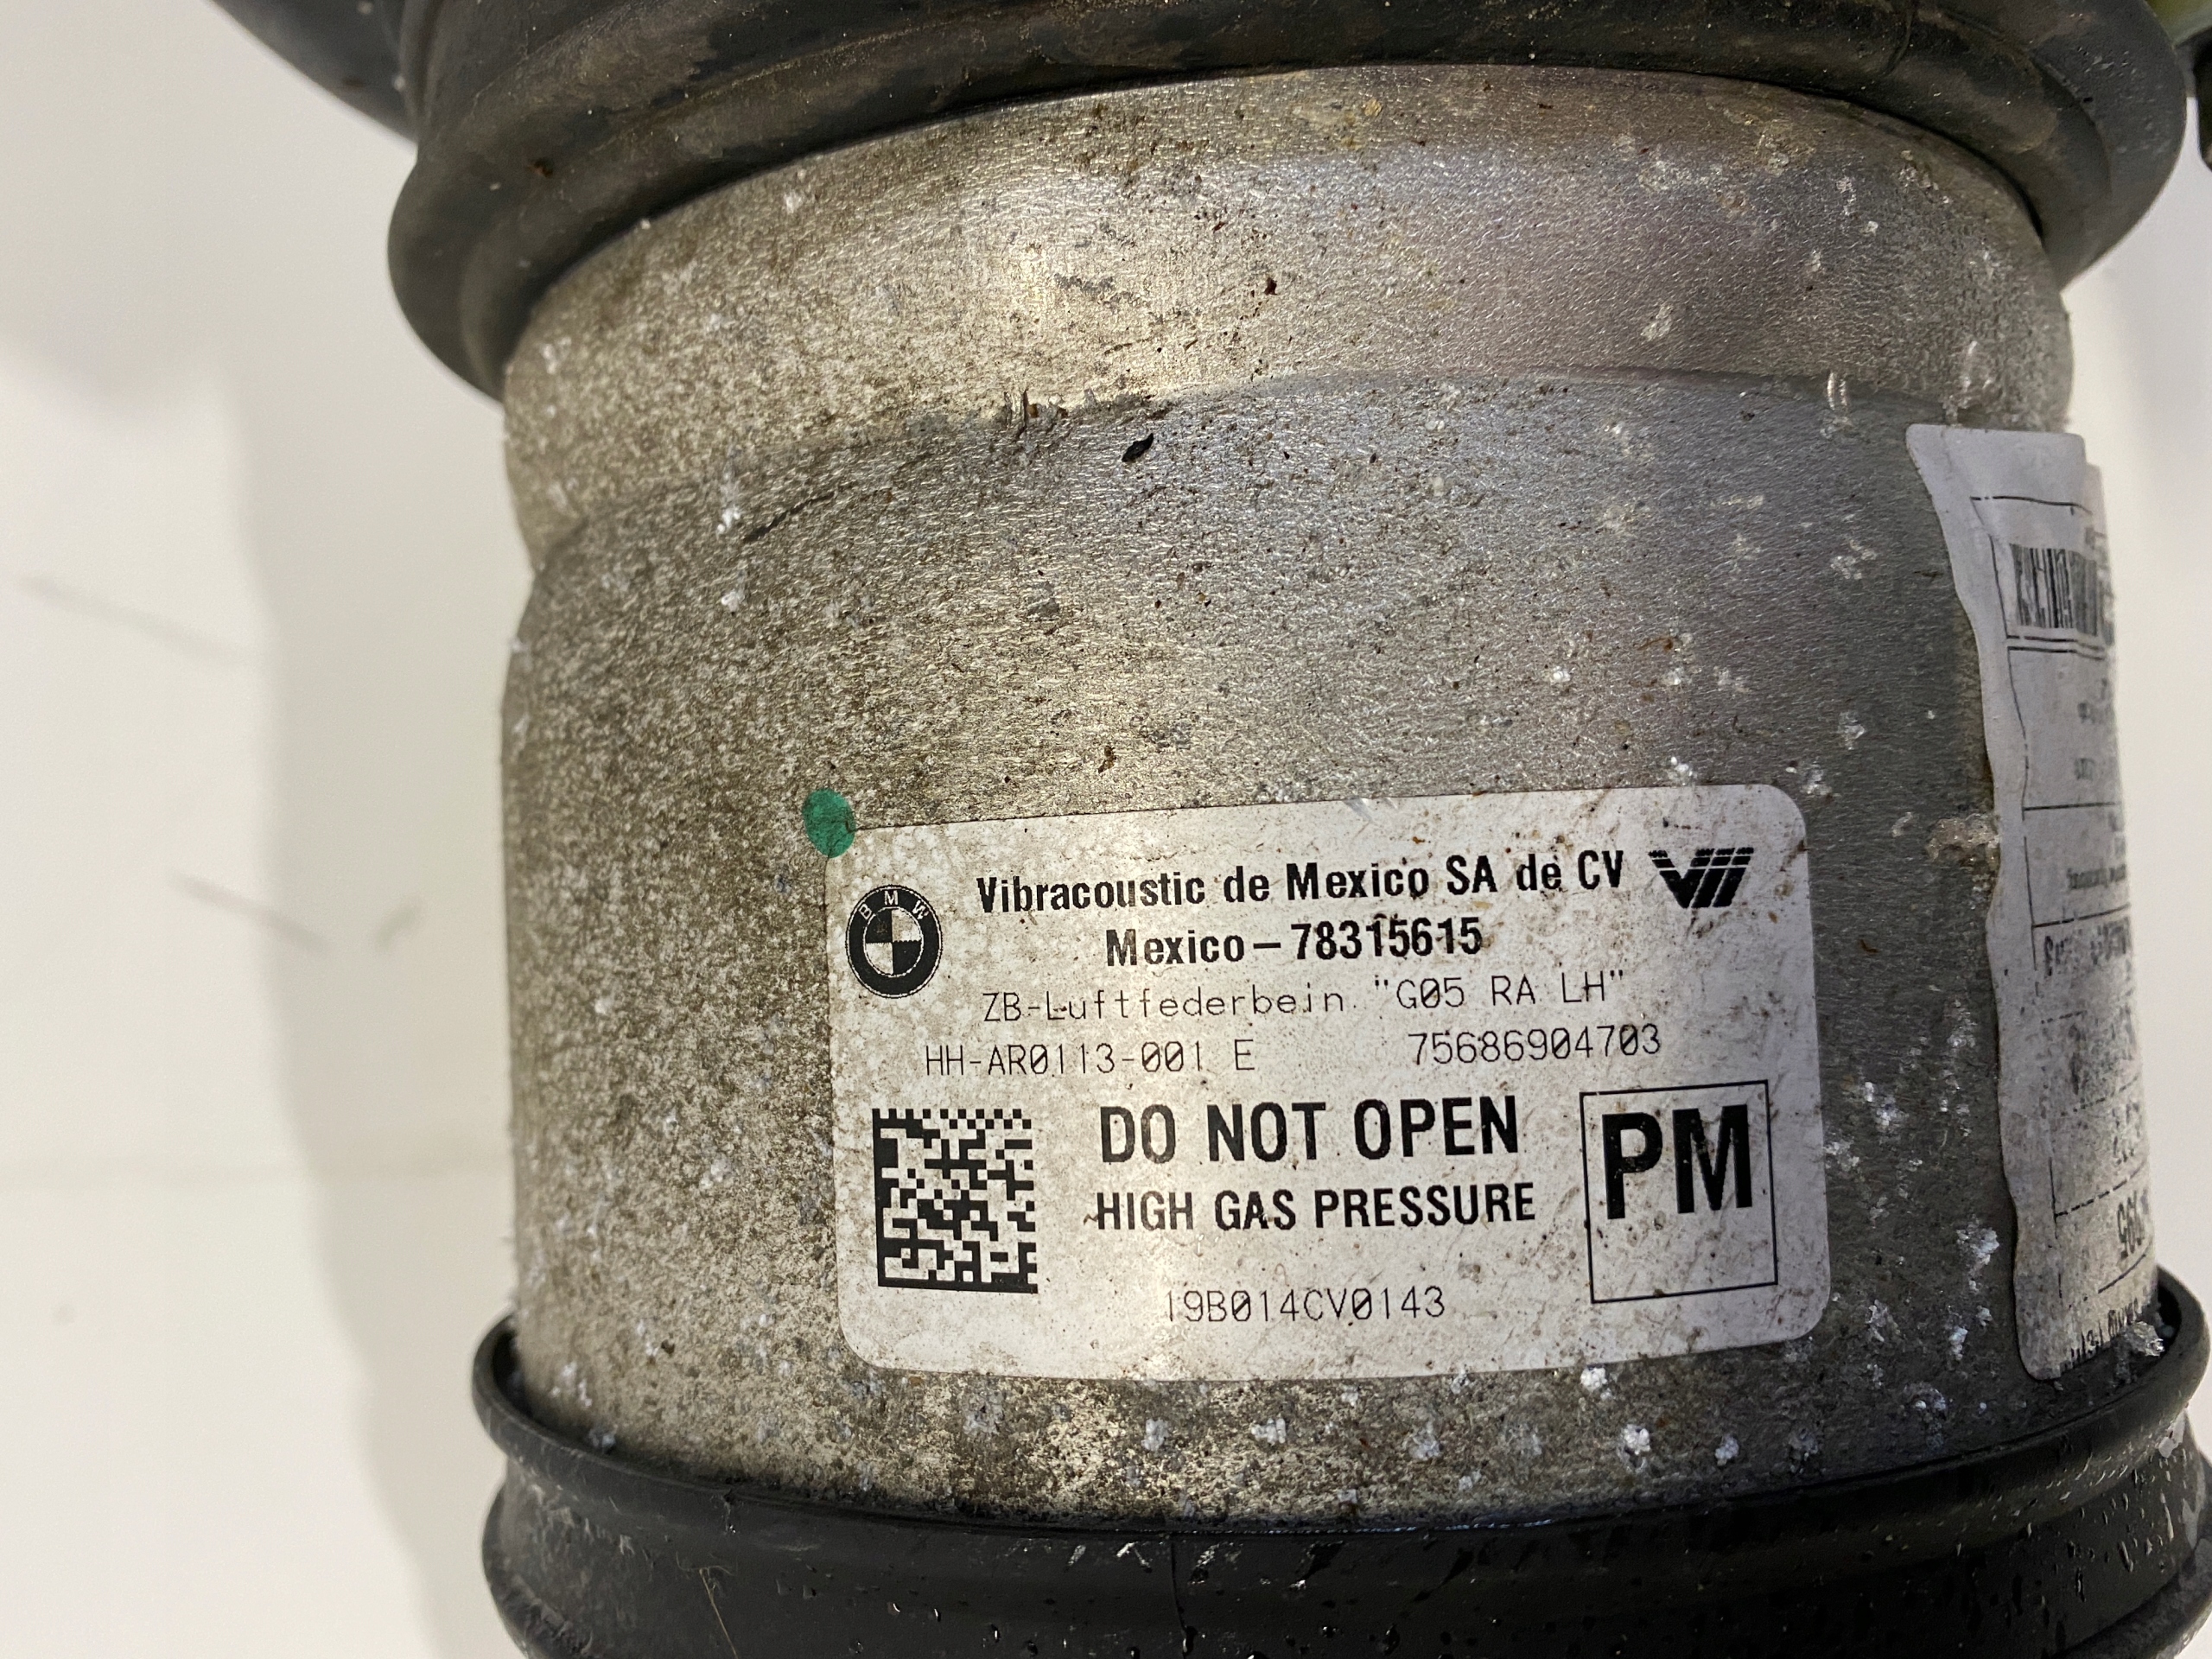 BMW
Vibracoustic de Mexico SA de CV
Mexico – 78315615
ZB-Luftfederbein "G05 RA LH"
HH-AR0113-001 E 75686904703
DO NOT OPEN
HIGH GAS PRESSURE
PM
19B014CV0143